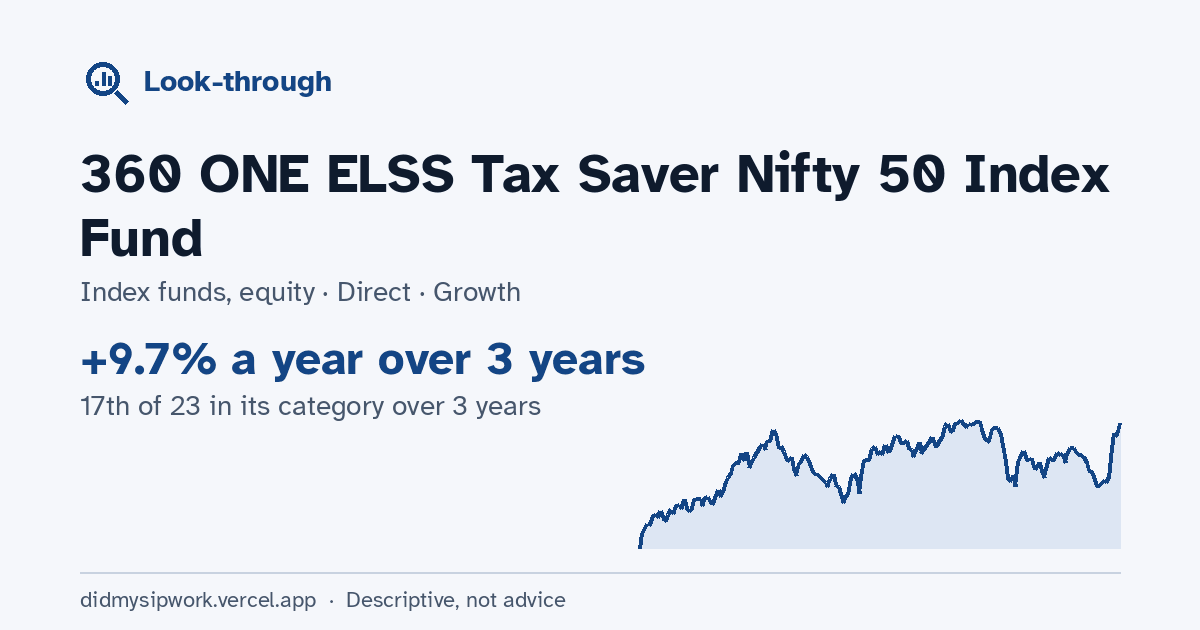 Look-through
360 ONE ELSS Tax Saver Nifty 50 Index
Fund
Index funds, equity · Direct · Growth
+9.7% a year over 3 years
17th of 23 in its category over 3 years
didmysipwork.vercel.app · Descriptive, not advice